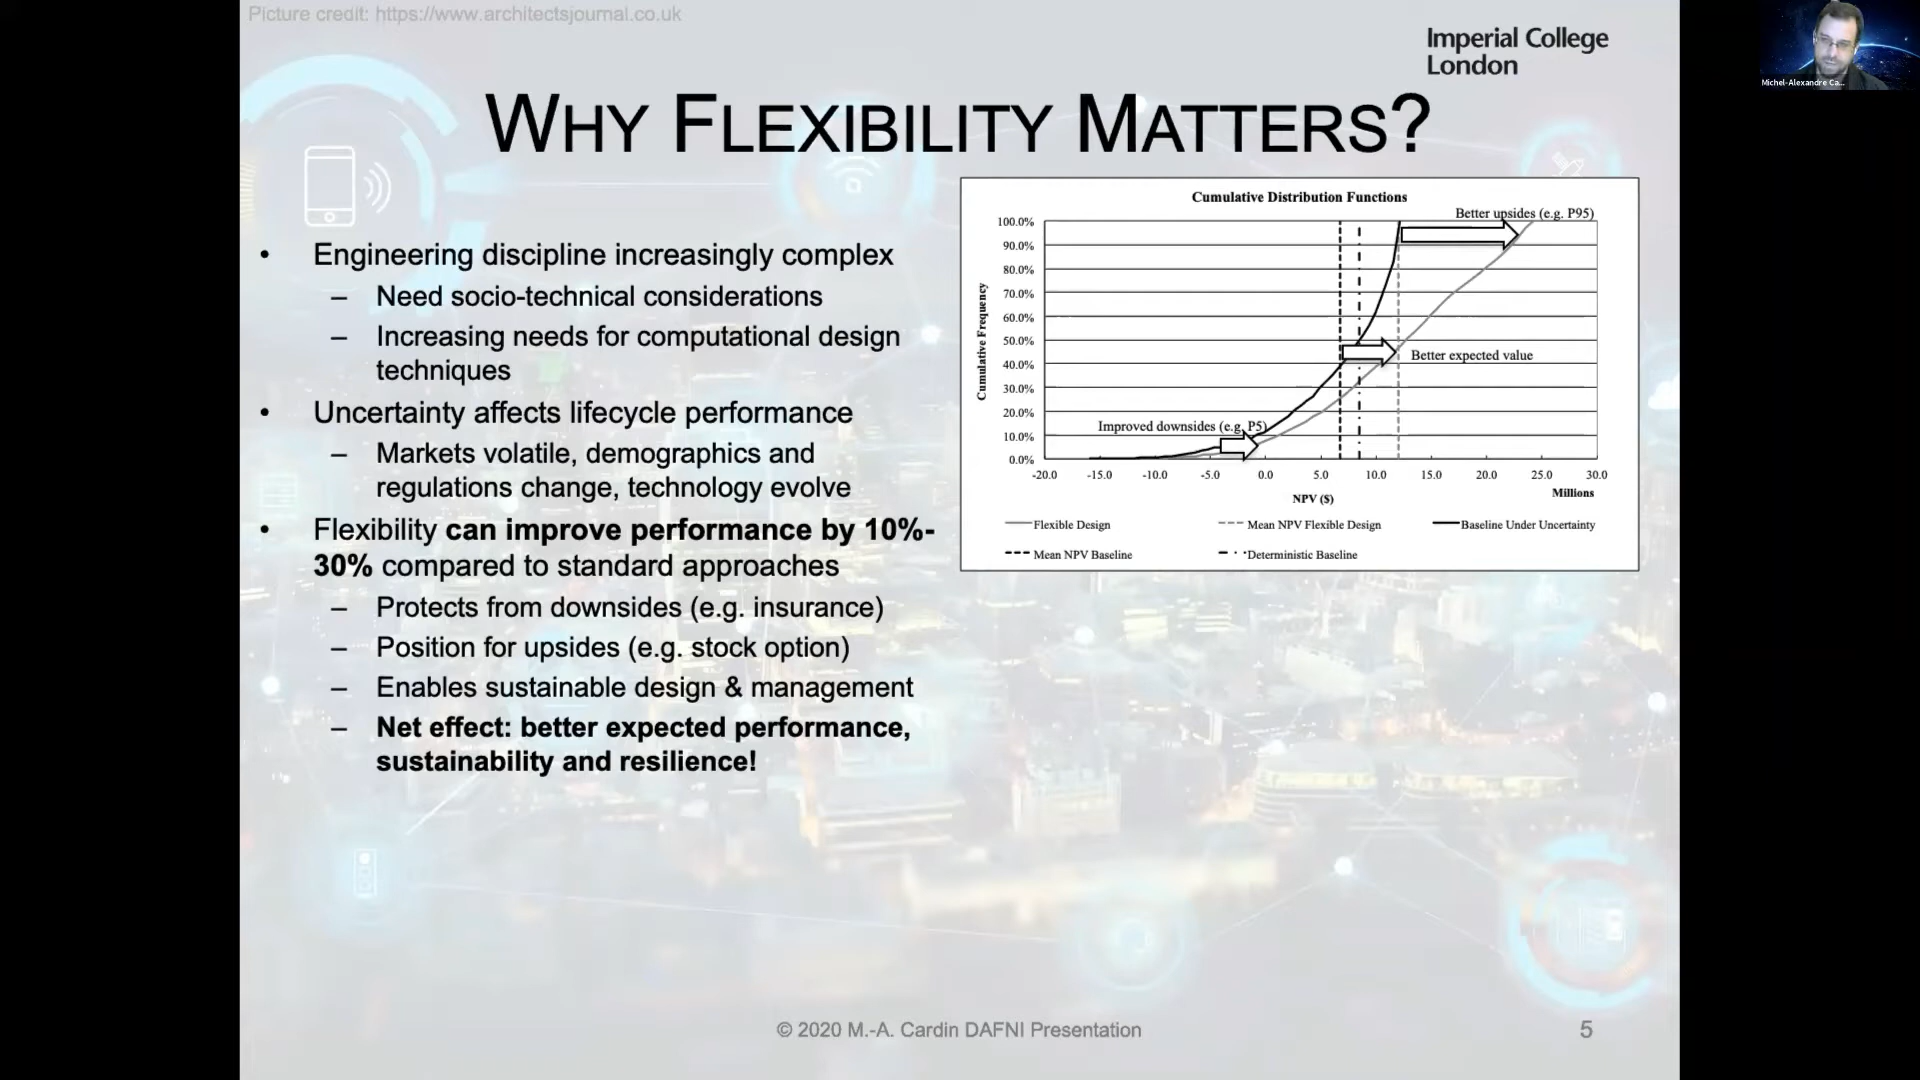 Picture credit: https://www.architectsjournal.co.uk
Imperial College
London
Michel-Alexandre Ca...
WHY FLEXIBILITY MATTERS?
• Engineering discipline increasingly complex
– Need socio-technical considerations
– Increasing needs for computational design
techniques
• Uncertainty affects lifecycle performance
– Markets volatile, demographics and
regulations change, technology evolve
• Flexibility can improve performance by 10%-
30% compared to standard approaches
– Protects from downsides (e.g. insurance)
– Position for upsides (e.g. stock option)
– Enables sustainable design & management
– Net effect: better expected performance,
sustainability and resilience!
Cumulative Distribution Functions
Better upsides (e.g. P95)
100.0%
90.0%
80.0%
70.0%
60.0%
50.0%
40.0%
30.0%
20.0%
10.0%
0.0%
Cumulative Frequency
Better expected value
Improved downsides (e.g. P5)
-20.0 -15.0 -10.0 -5.0 0.0 5.0 10.0 15.0 20.0 25.0 30.0
NPV ($)
Millions
Flexible Design Mean NPV Flexible Design Baseline Under Uncertainty
Mean NPV Baseline Deterministic Baseline
© 2020 M.-A. Cardin DAFNI Presentation
5